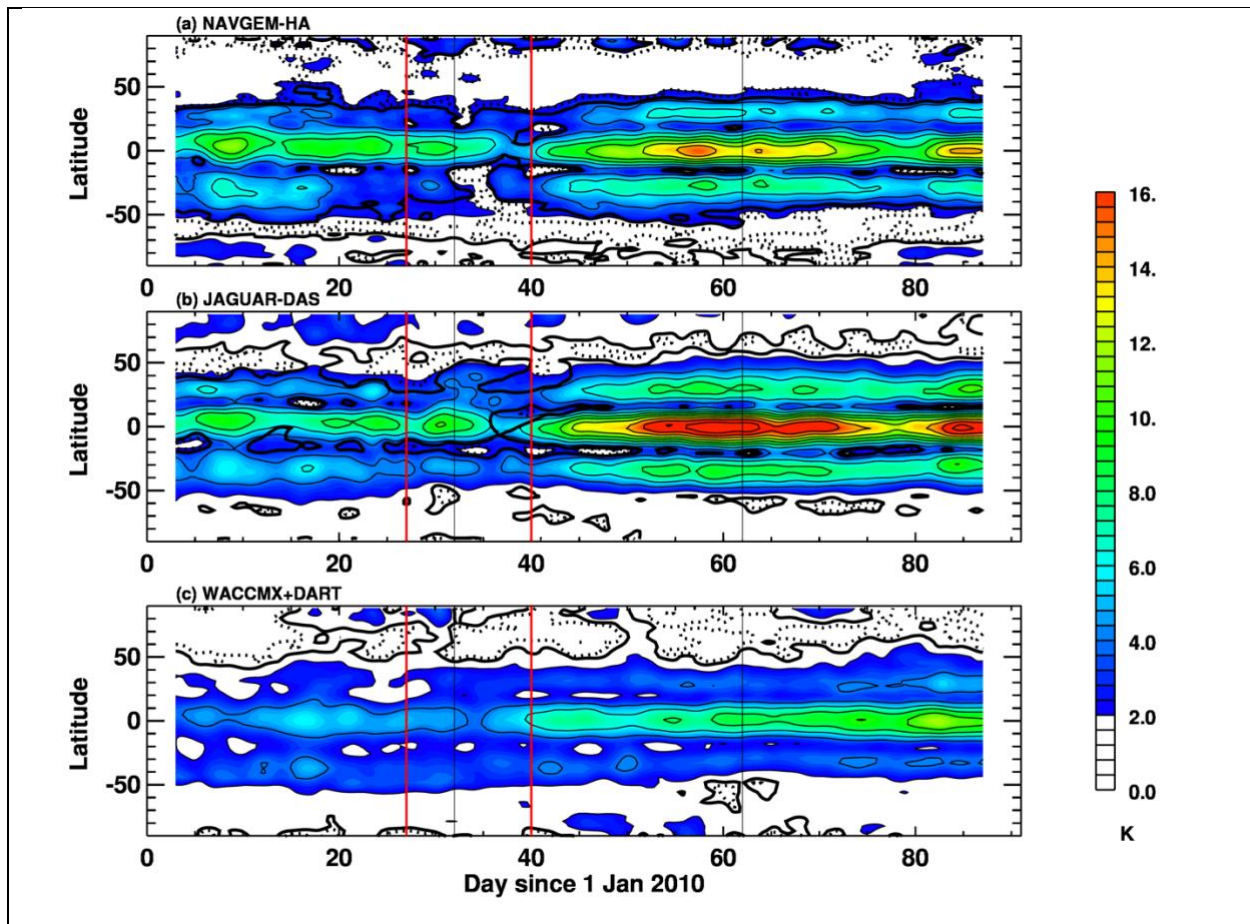 (a) NAVGEM-HA
Latitude
50
0
-50
0 20 40 60 80
(b) JAGUAR-DAS
Latitude
50
0
-50
0 20 40 60 80
(c) WACCMX+DART
Latitude
50
0
-50
0 20 40 60 80
Day since 1 Jan 2010
16.
14.
12.
10.
8.0
6.0
4.0
2.0
0.0
K